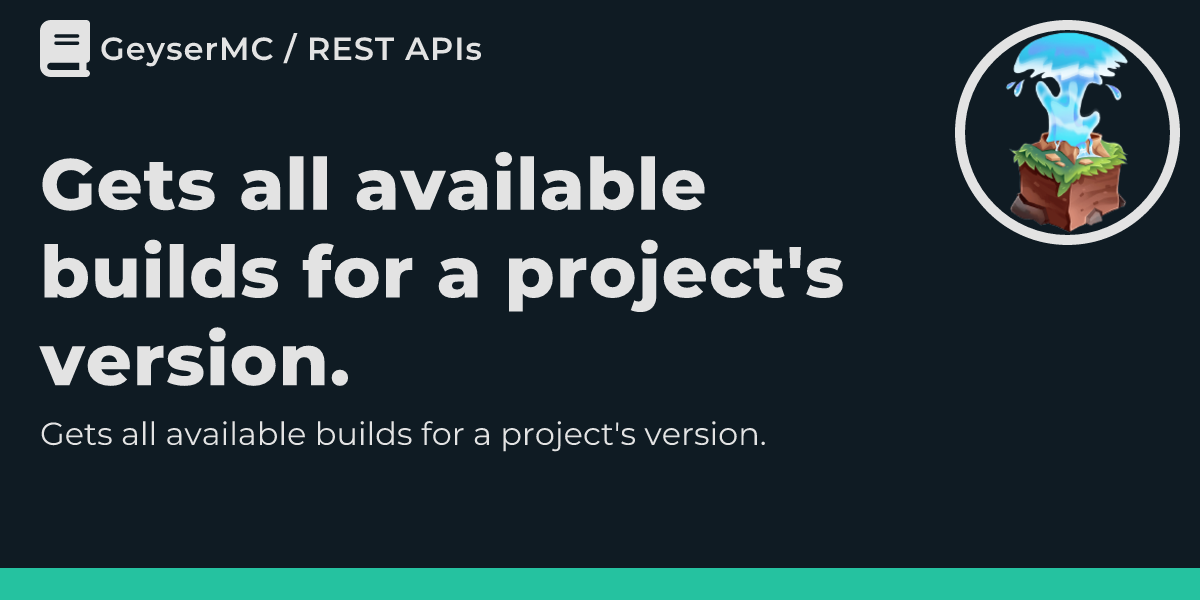 GeyserMC / REST APIs
Gets all available
builds for a project's
version.
Gets all available builds for a project's version.